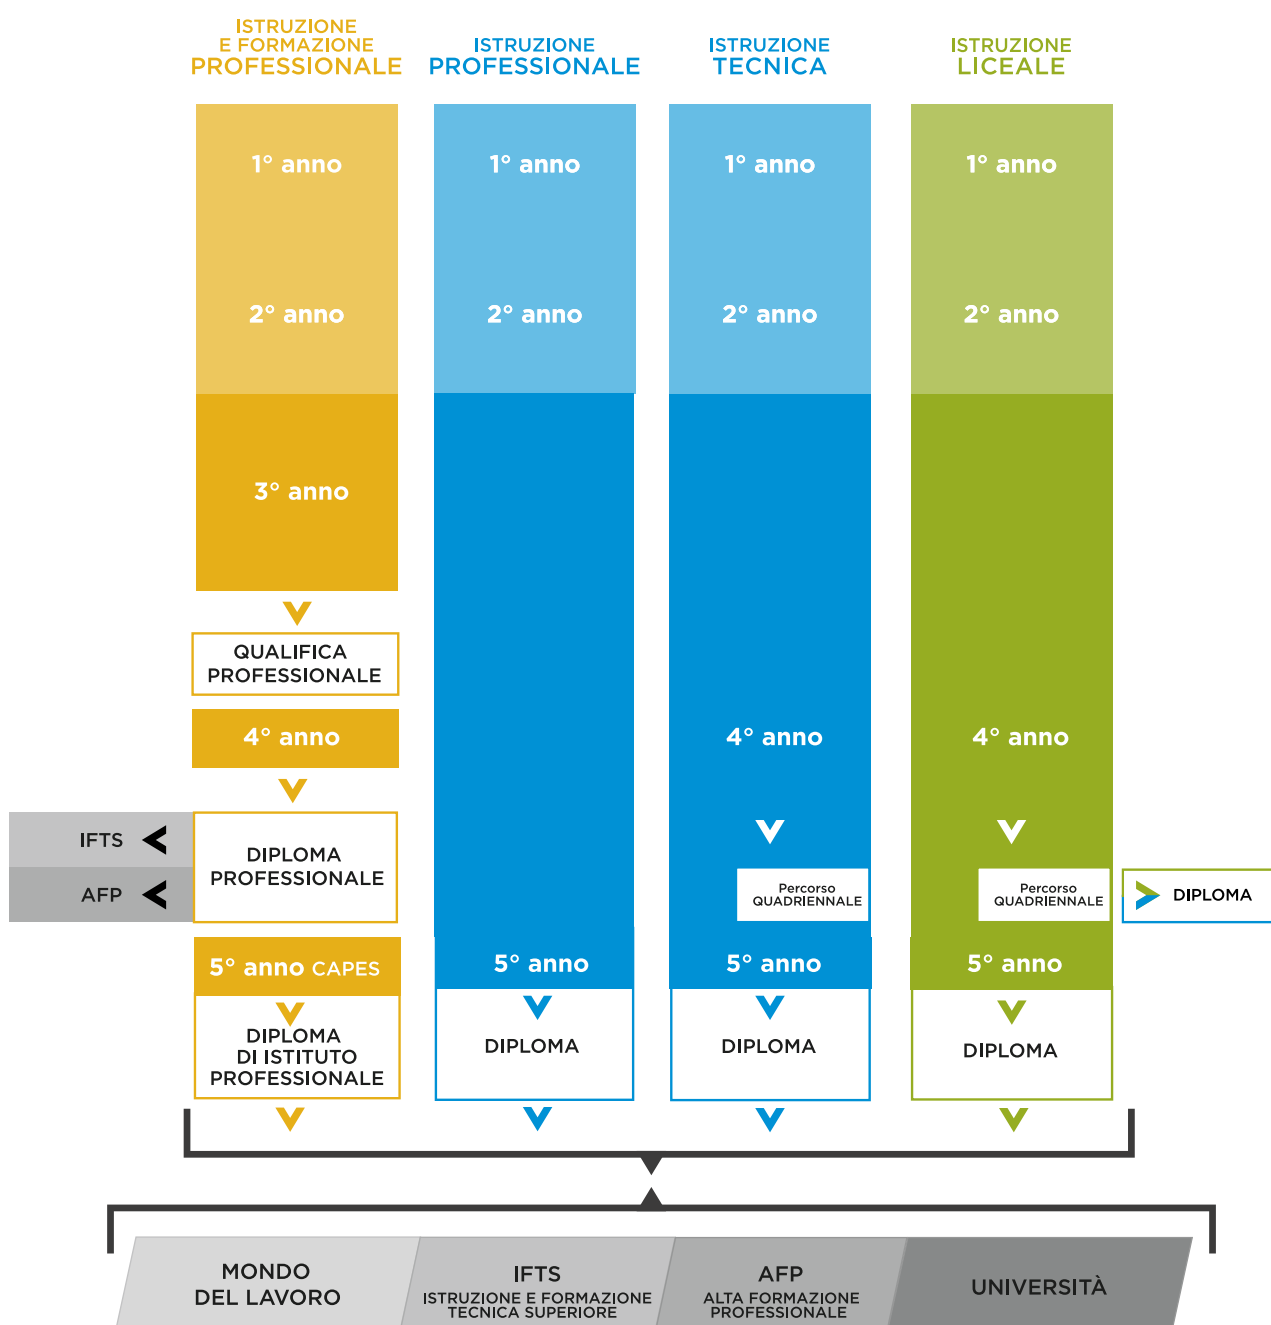 ISTRUZIONE
E FORMAZIONE
PROFESSIONALE
ISTRUZIONE
PROFESSIONALE
ISTRUZIONE
TECNICA
ISTRUZIONE
LICEALE
1° anno
1° anno
1° anno
1° anno
2° anno
2° anno
2° anno
2° anno
3° anno
QUALIFICA
PROFESSIONALE
4° anno
4° anno
4° anno
IFTS
AFP
DIPLOMA
PROFESSIONALE
Percorso
QUADRIENNALE
Percorso
QUADRIENNALE
DIPLOMA
5° anno CAPES
5° anno
5° anno
5° anno
DIPLOMA
DI ISTITUTO
PROFESSIONALE
DIPLOMA
DIPLOMA
DIPLOMA
MONDO
DEL LAVORO
IFTS
ISTRUZIONE E FORMAZIONE
TECNICA SUPERIORE
AFP
ALTA FORMAZIONE
PROFESSIONALE
UNIVERSITÀ